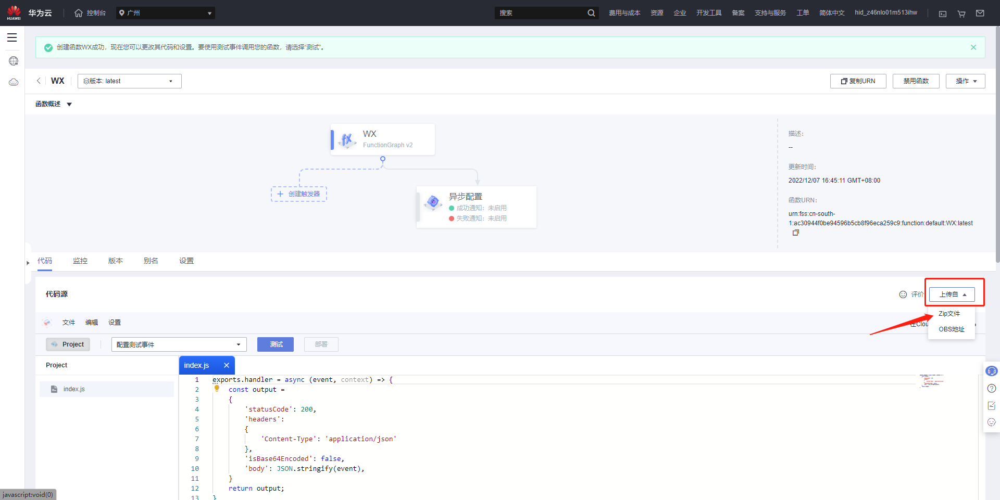 HUAWEI
华为云
控制台
广州
搜索
费用与成本
资源
企业
开发工具
备案
支持与服务
工单
简体中文
hid_z46nlo01m513ihw
创建函数WX成功，现在您可以更改其代码和设置。要使用测试事件调用您的函数，请选择“测试”。
WX
版本: latest
复制URN
禁用函数
操作
函数概述
WX
FunctionGraph v2
创建触发器
异步配置
成功通知：未启用
失败通知：未启用
描述：
--
更新时间：
2022/12/07 16:45:11 GMT+08:00
函数URN：
urn:fss:cn-south-
1:ac30944f0be94596b5cb8f96eca259c9:function:default:WX:latest
代码
监控
版本
别名
设置
代码源
评价
上传自
Zip文件
OBS地址
文件
编辑
设置
在Clou
Project
配置测试事件
测试
部署
Project
index.js
index.js
1 exports.handler = async (event, context) => {
2 const output =
3 {
4 'statusCode': 200,
5 'headers':
6 {
7 'Content-Type': 'application/json'
8 },
9 'isBase64Encoded': false,
10 'body': JSON.stringify(event),
11 }
12 return output;
13 }
javascript:void(0)